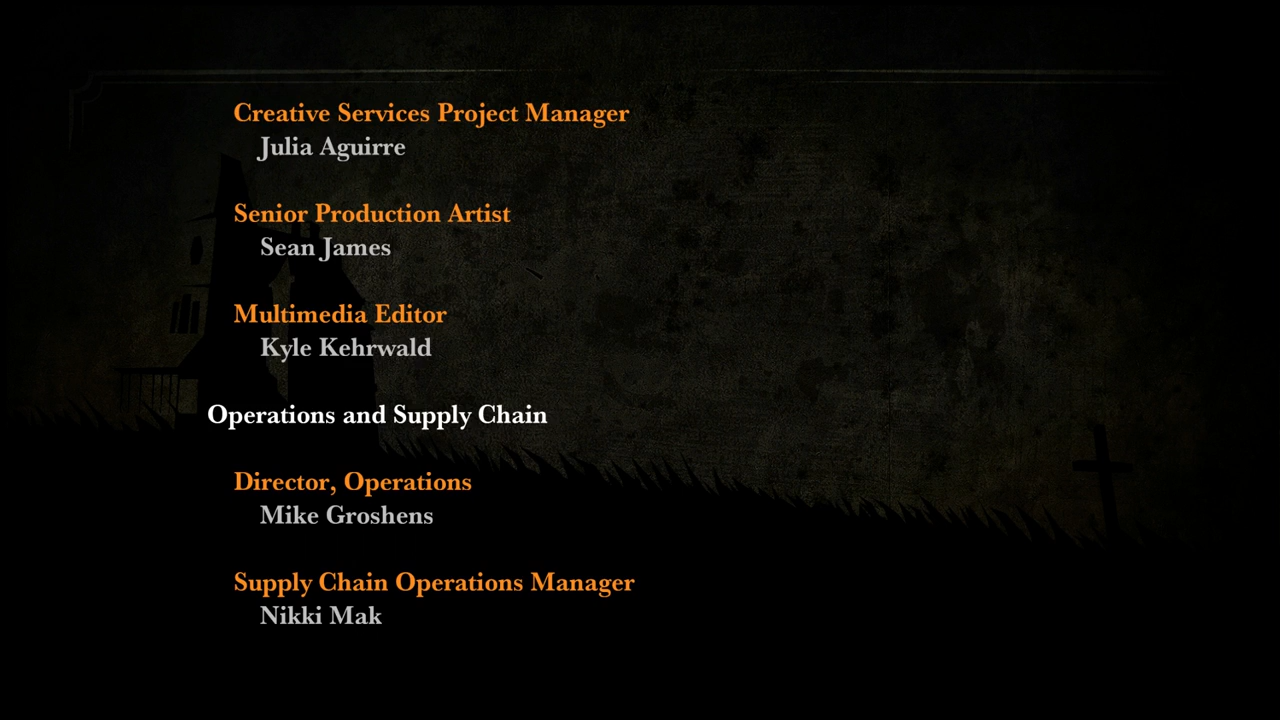 Creative Services Project Manager
Julia Aguirre
Senior Production Artist
Sean James
Multimedia Editor
Kyle Kehrwald
Operations and Supply Chain
Director, Operations
Mike Groshens
Supply Chain Operations Manager
Nikki Mak